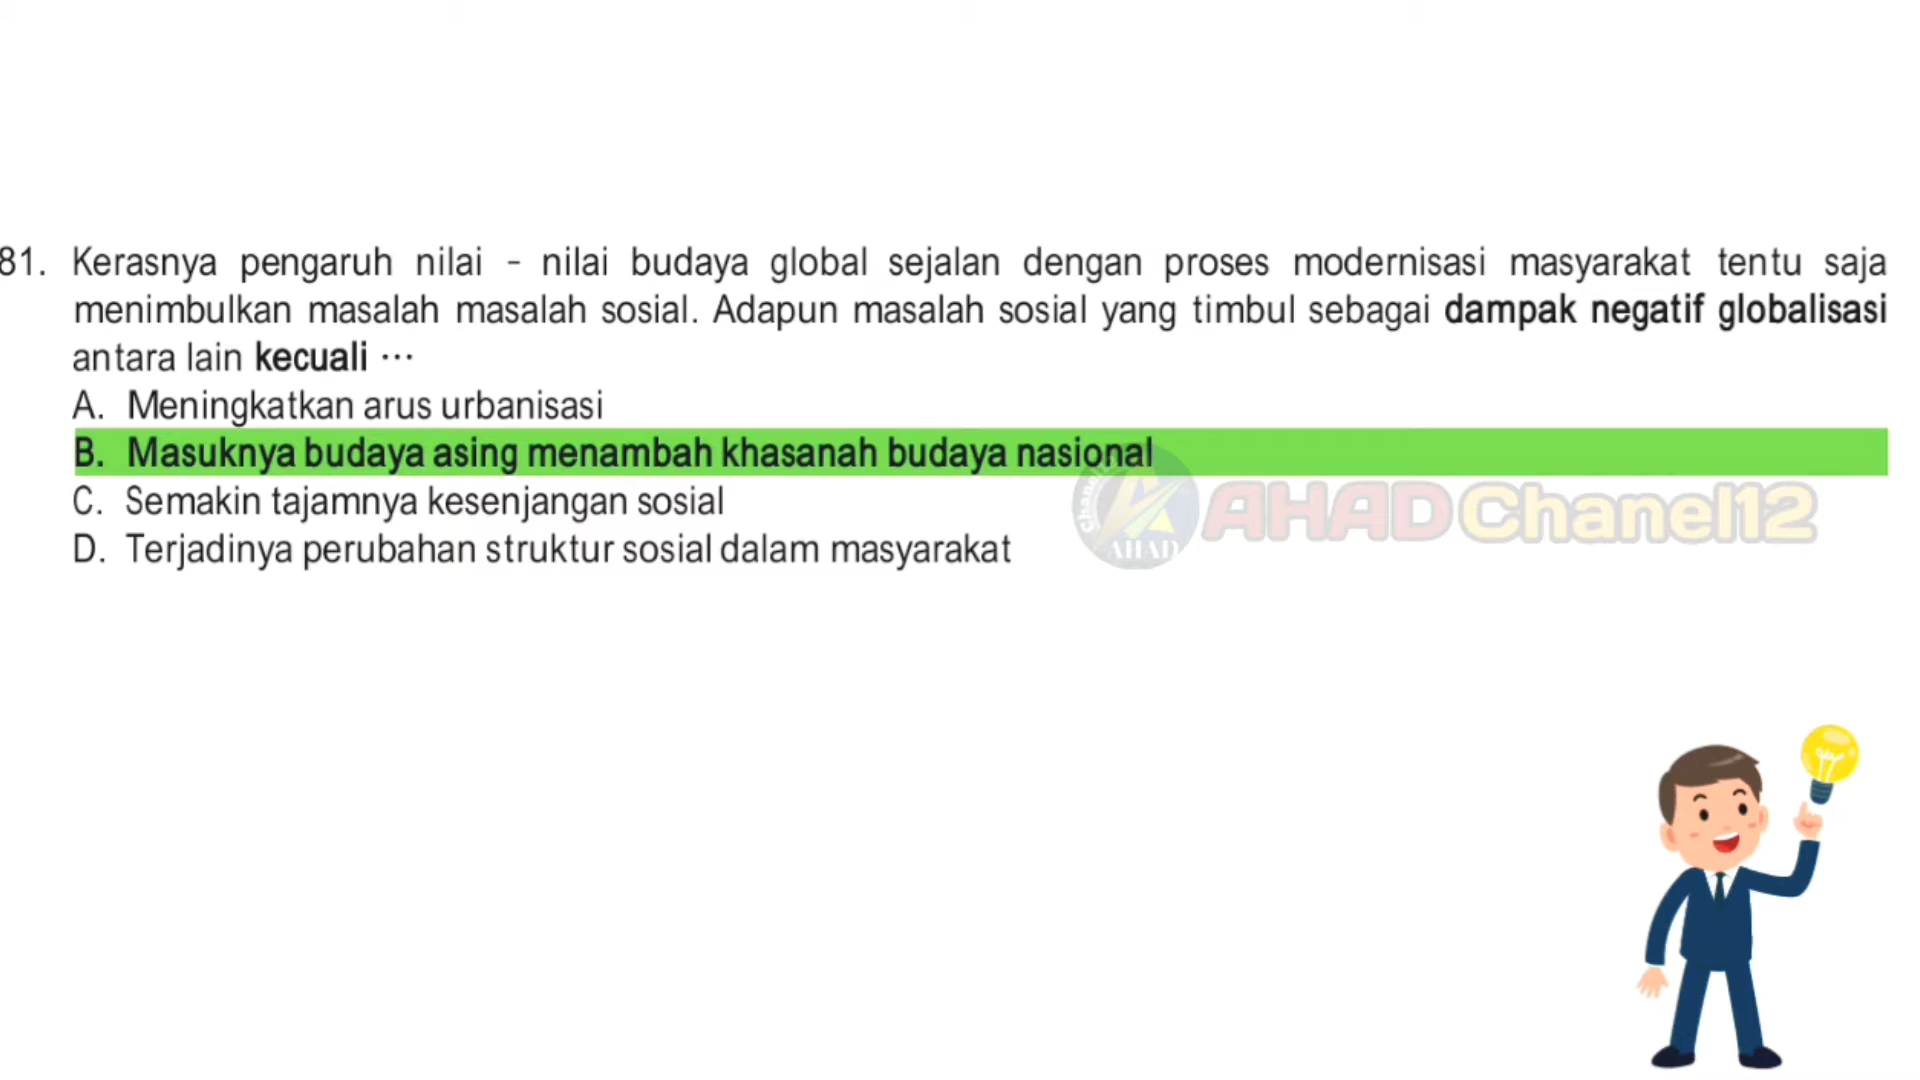 81. Kerasnya pengaruh nilai - nilai budaya global sejalan dengan proses modernisasi masyarakat tentu saja
menimbulkan masalah masalah sosial. Adapun masalah sosial yang timbul sebagai dampak negatif globalisasi
antara lain kecuali ...
A. Meningkatkan arus urbanisasi
B. Masuknya budaya asing menambah khasanah budaya nasional
C. Semakin tajamnya kesenjangan sosial
D. Terjadinya perubahan struktur sosial dalam masyarakat
AHAD Chanel12
AHAD